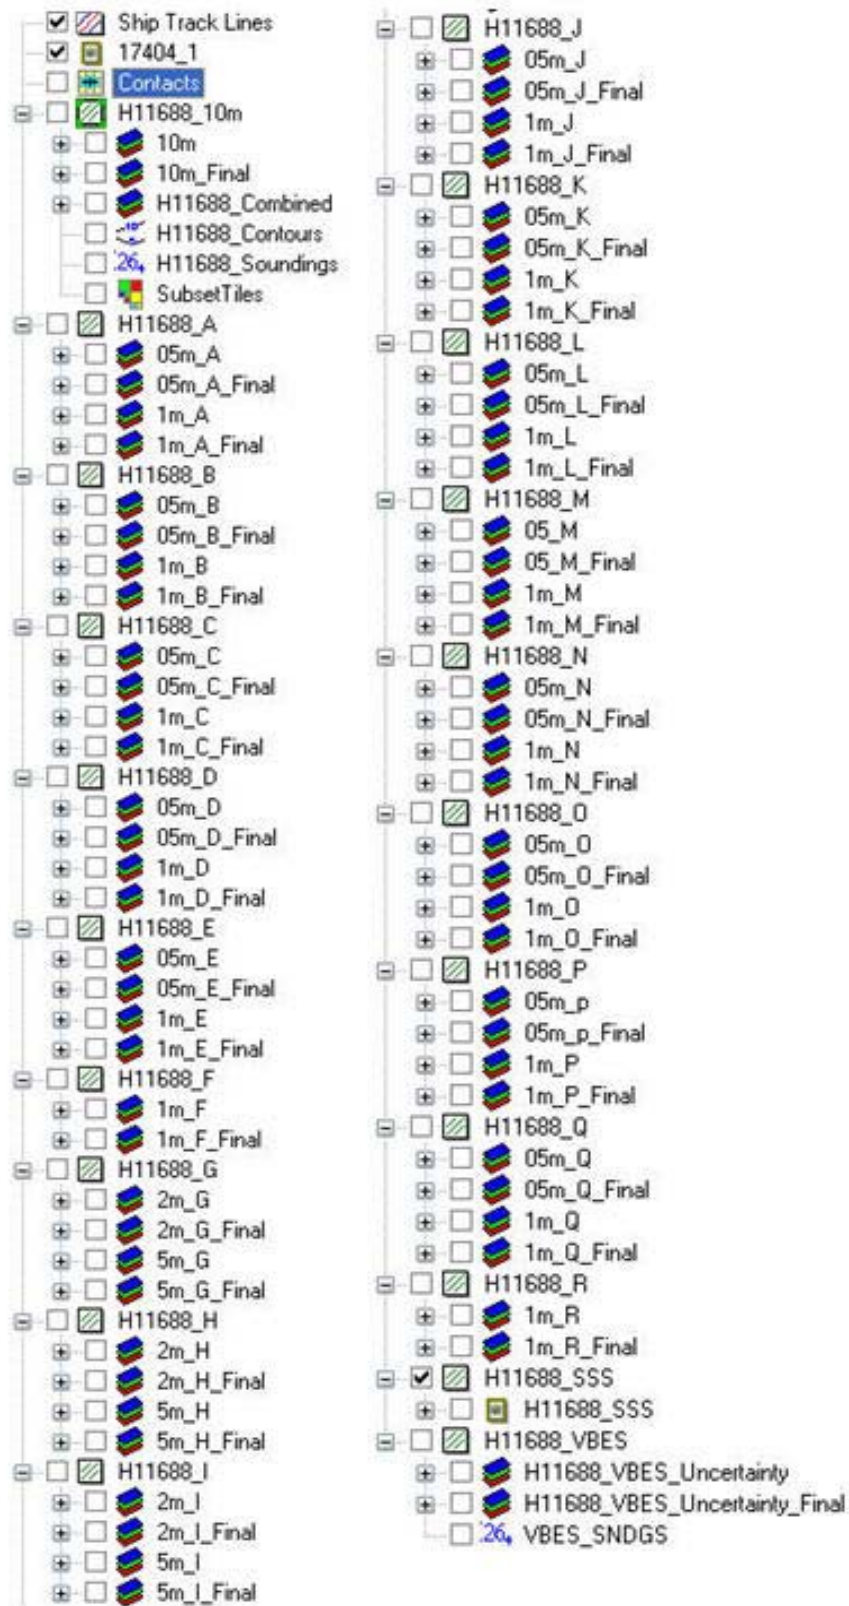 Ship Track Lines
17404_1
Contacts
H11688_10m
10m
10m_Final
H11688_Combined
H11688_Contours
H11688_Soundings
SubsetTiles
H11688_A
05m_A
05m_A_Final
1m_A
1m_A_Final
H11688_B
05m_B
05m_B_Final
1m_B
1m_B_Final
H11688_C
05m_C
05m_C_Final
1m_C
1m_C_Final
H11688_D
05m_D
05m_D_Final
1m_D
1m_D_Final
H11688_E
05m_E
05m_E_Final
1m_E
1m_E_Final
H11688_F
1m_F
1m_F_Final
H11688_G
2m_G
2m_G_Final
5m_G
5m_G_Final
H11688_H
2m_H
2m_H_Final
5m_H
5m_H_Final
H11688_I
2m_I
2m_I_Final
5m_I
5m_I_Final
H11688_J
05m_J
05m_J_Final
1m_J
1m_J_Final
H11688_K
05m_K
05m_K_Final
1m_K
1m_K_Final
H11688_L
05m_L
05m_L_Final
1m_L
1m_L_Final
H11688_M
05_M
05_M_Final
1m_M
1m_M_Final
H11688_N
05m_N
05m_N_Final
1m_N
1m_N_Final
H11688_O
05m_O
05m_O_Final
1m_O
1m_O_Final
H11688_P
05m_p
05m_p_Final
1m_P
1m_P_Final
H11688_Q
05m_Q
05m_Q_Final
1m_Q
1m_Q_Final
H11688_R
1m_R
1m_R_Final
H11688_SSS
H11688_SSS
H11688_VBES
H11688_VBES_Uncertainty
H11688_VBES_Uncertainty_Final
VBES_SNDGS